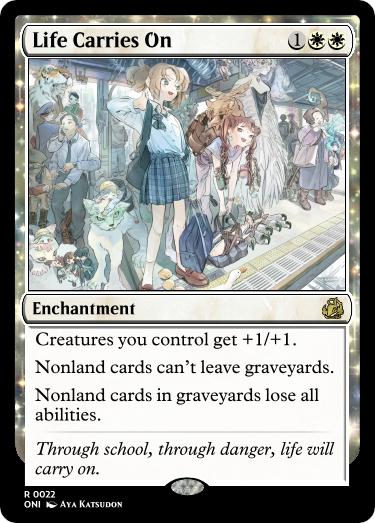 Life Carries On 1
Enchantment
Creatures you control get +1/+1.
Nonland cards can't leave graveyards.
Nonland cards in graveyards lose all
abilities.
Through school, through danger, life will
carry on.
R 0022
ONI Aya Katsudon